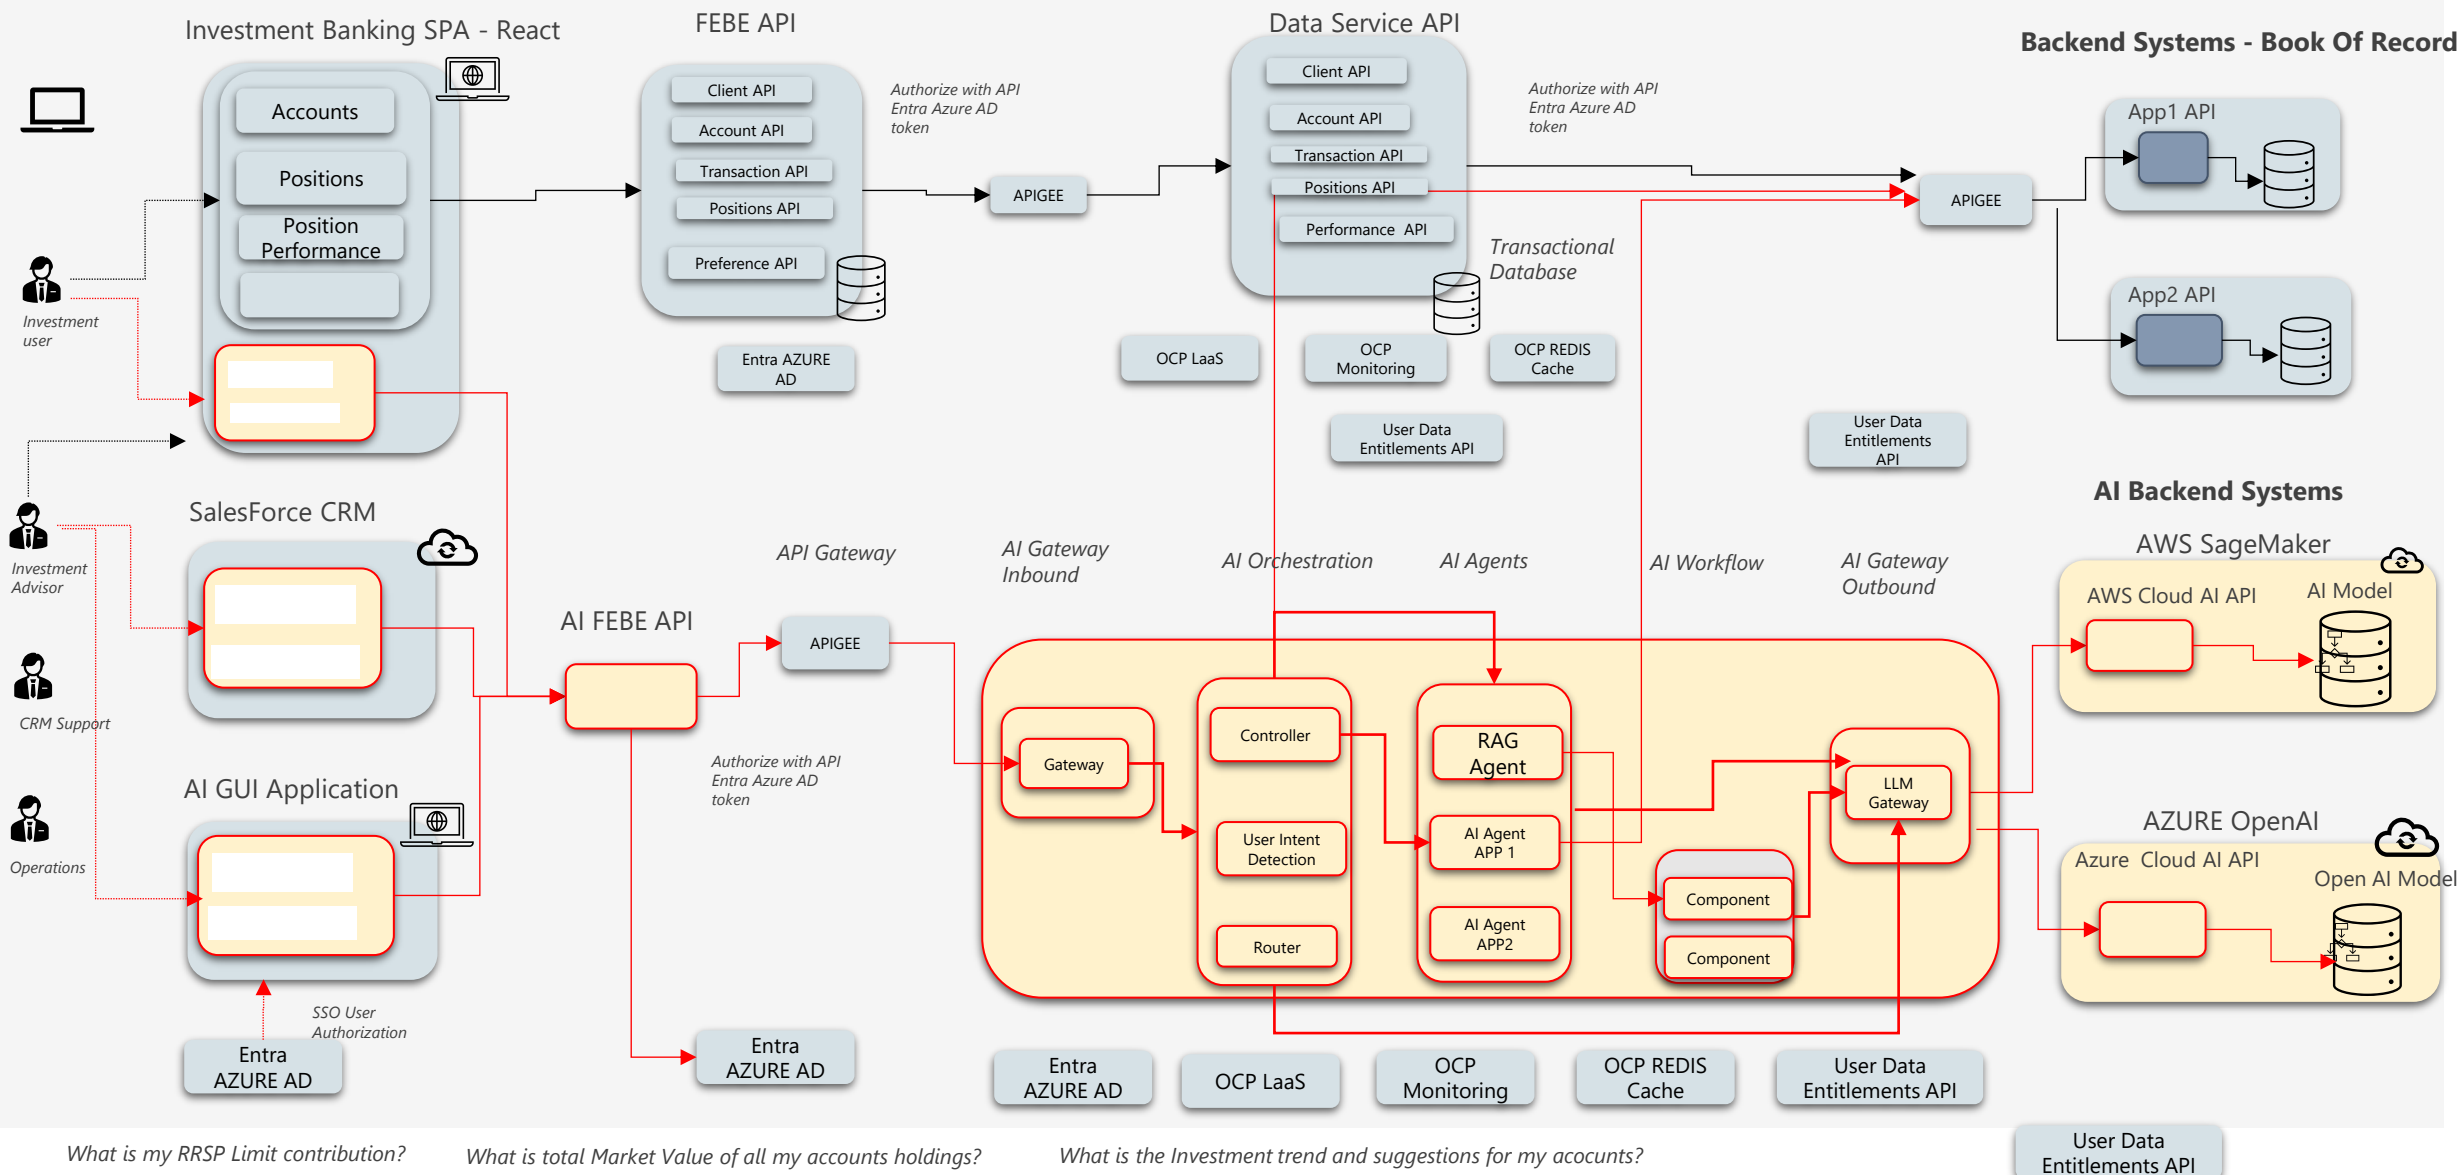 Investment Banking SPA - React
FEBE API
Data Service API
Backend Systems - Book Of Record
Accounts
Positions
Position
Performance
Client API
Account API
Transaction API
Positions API
Preference API
Authorize with API
Entra Azure AD
token
APIGEE
Client API
Account API
Transaction API
Positions API
Performance API
Authorize with API
Entra Azure AD
token
Transactional
Database
APIGEE
App1 API
App2 API
Investment
user
Entra AZURE
AD
OCP LaaS
OCP
Monitoring
OCP REDIS
Cache
User Data
Entitlements API
User Data
Entitlements
API
AI Backend Systems
SalesForce CRM
Investment
Advisor
CRM Support
Operations
AI GUI Application
SSO User
Authorization
Entra
AZURE AD
AI FEBE API
API Gateway
APIGEE
Authorize with API
Entra Azure AD
token
Entra
AZURE AD
AI Gateway
Inbound
AI Orchestration
AI Agents
AI Workflow
AI Gateway
Outbound
Gateway
Controller
User Intent
Detection
Router
RAG
Agent
AI Agent
APP 1
AI Agent
APP2
Component
Component
LLM
Gateway
AWS SageMaker
AWS Cloud AI API
AI Model
AZURE OpenAI
Azure Cloud AI API
Open AI Model
Entra
AZURE AD
OCP LaaS
OCP
Monitoring
OCP REDIS
Cache
User Data
Entitlements API
User Data
Entitlements API
What is my RRSP Limit contribution?
What is total Market Value of all my accounts holdings?
What is the Investment trend and suggestions for my acocunts?